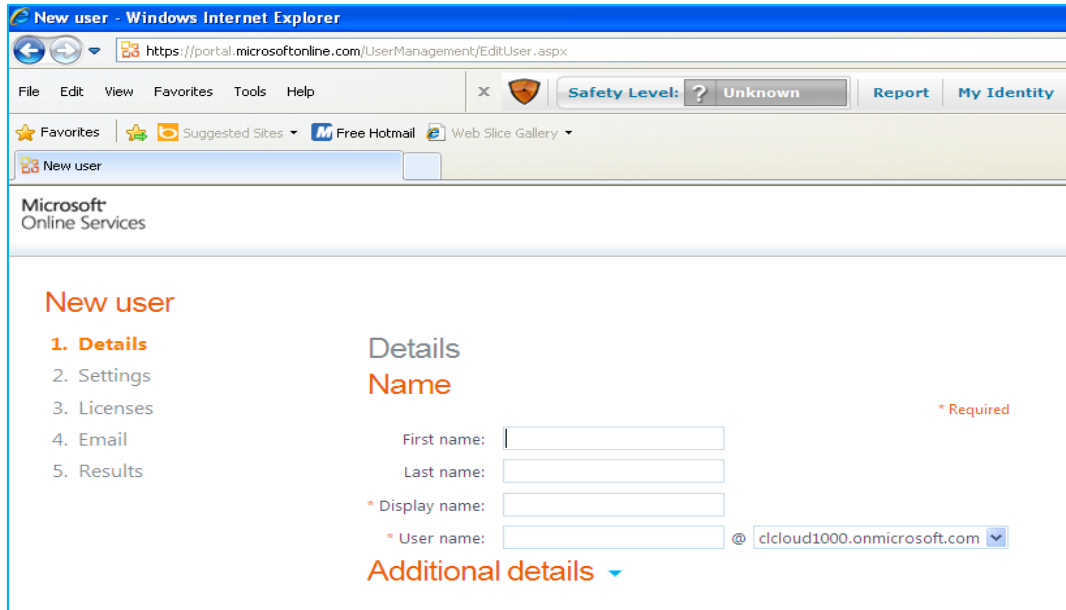 New user - Windows Internet Explorer
https://portal.microsoftonline.com/UserManagement/EditUser.aspx
File Edit View Favorites Tools Help x Safety Level: ? Unknown Report My Identity
Favorites Suggested Sites Free Hotmail Web Slice Gallery
New user
Microsoft
Online Services
New user
1. Details
2. Settings
3. Licenses
4. Email
5. Results
Details
Name
* Required
First name:
Last name:
* Display name:
* User name: @ clcloud1000.onmicrosoft.com
Additional details